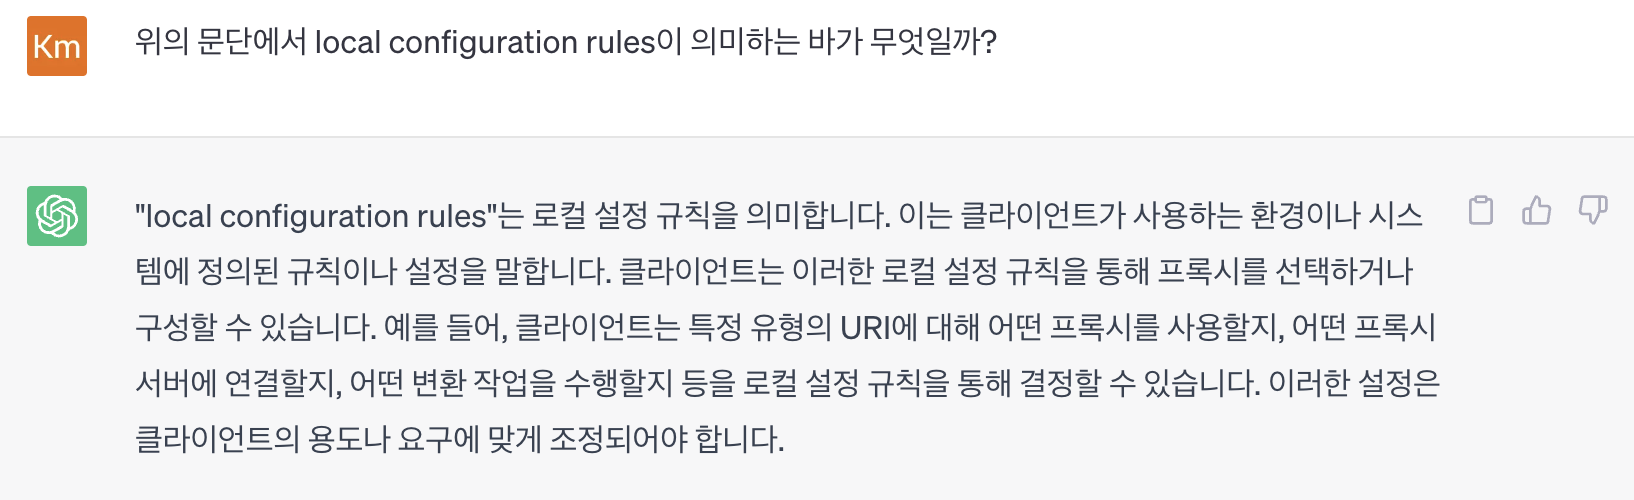 Km
위의 문단에서 local configuration rules이 의미하는 바가 무엇일까?
"local configuration rules"는 로컬 설정 규칙을 의미합니다. 이는 클라이언트가 사용하는 환경이나 시스
템에 정의된 규칙이나 설정을 말합니다. 클라이언트는 이러한 로컬 설정 규칙을 통해 프록시를 선택하거나
구성할 수 있습니다. 예를 들어, 클라이언트는 특정 유형의 URI에 대해 어떤 프록시를 사용할지, 어떤 프록시
서버에 연결할지, 어떤 변환 작업을 수행할지 등을 로컬 설정 규칙을 통해 결정할 수 있습니다. 이러한 설정은
클라이언트의 용도나 요구에 맞게 조정되어야 합니다.